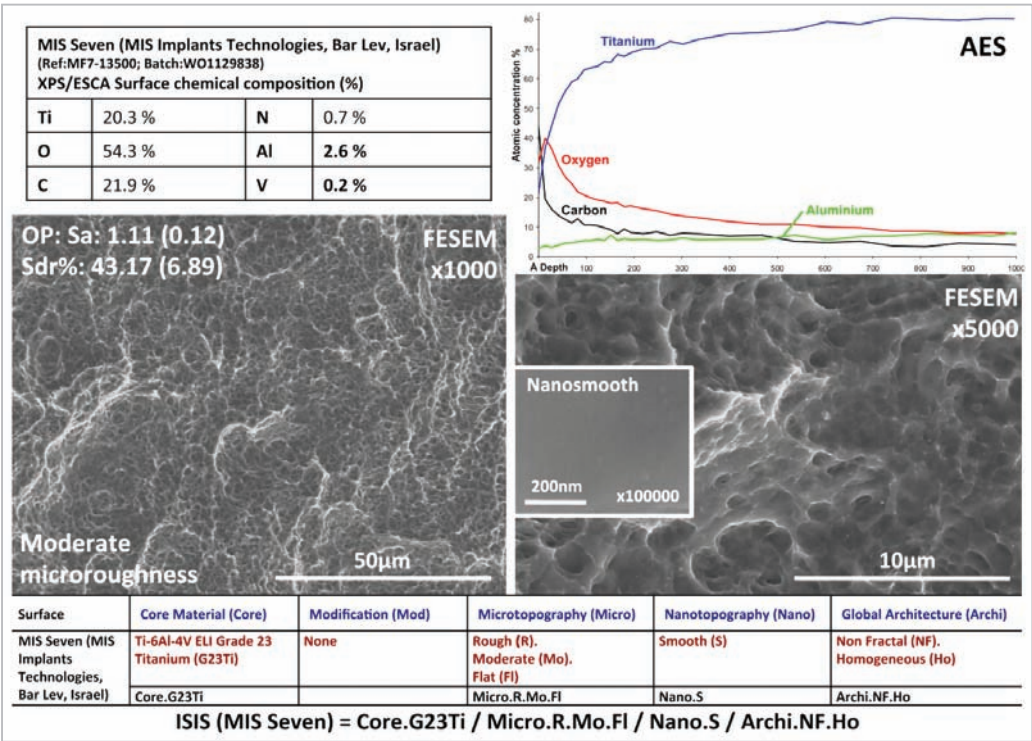 MIS Seven (MIS Implants Technologies, Bar Lev, Israel)
(Ref:MF7-13500; Batch:WO1129838)
XPS/ESCA Surface chemical composition (%)
Ti 20.3 % N 0.7 %
O 54.3 % Al 2.6 %
C 21.9 % V 0.2 %
AES
Atomic concentration %
80
70
60
50
40
30
20
10
0
Titanium
Oxygen
Carbon
Aluminium
Å Depth 100 200 300 400 500 600 700 800 900 1000
OP: Sa: 1.11 (0.12)
Sdr%: 43.17 (6.89)
FESEM
x1000
Moderate
microroughness
50μm
FESEM
x5000
Nanosmooth
200nm
x100000
10μm
Surface Core Material (Core) Modification (Mod) Microtopography (Micro) Nanotopography (Nano) Global Architecture (Archi)
MIS Seven (MIS Ti-6Al-4V ELI Grade 23 None Rough (R). Smooth (S) Non Fractal (NF).
Implants Titanium (G23Ti) Moderate (Mo). Homogeneous (Ho)
Technologies, Flat (Fl)
Bar Lev, Israel) Core.G23Ti Micro.R.Mo.Fl Nano.S Archi.NF.Ho
ISIS (MIS Seven) = Core.G23Ti / Micro.R.Mo.Fl / Nano.S / Archi.NF.Ho